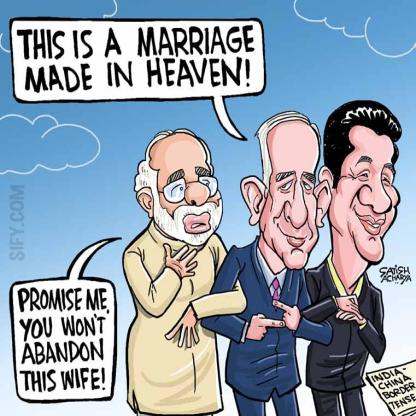 THIS IS A MARRIAGE
MADE IN HEAVEN!
PROMISE ME,
YOU WON'T
ABANDON
THIS WIFE!
SIFY.COM
SATISH
ACHARYA
INDIA-
CHINA
BORDER
TENSE